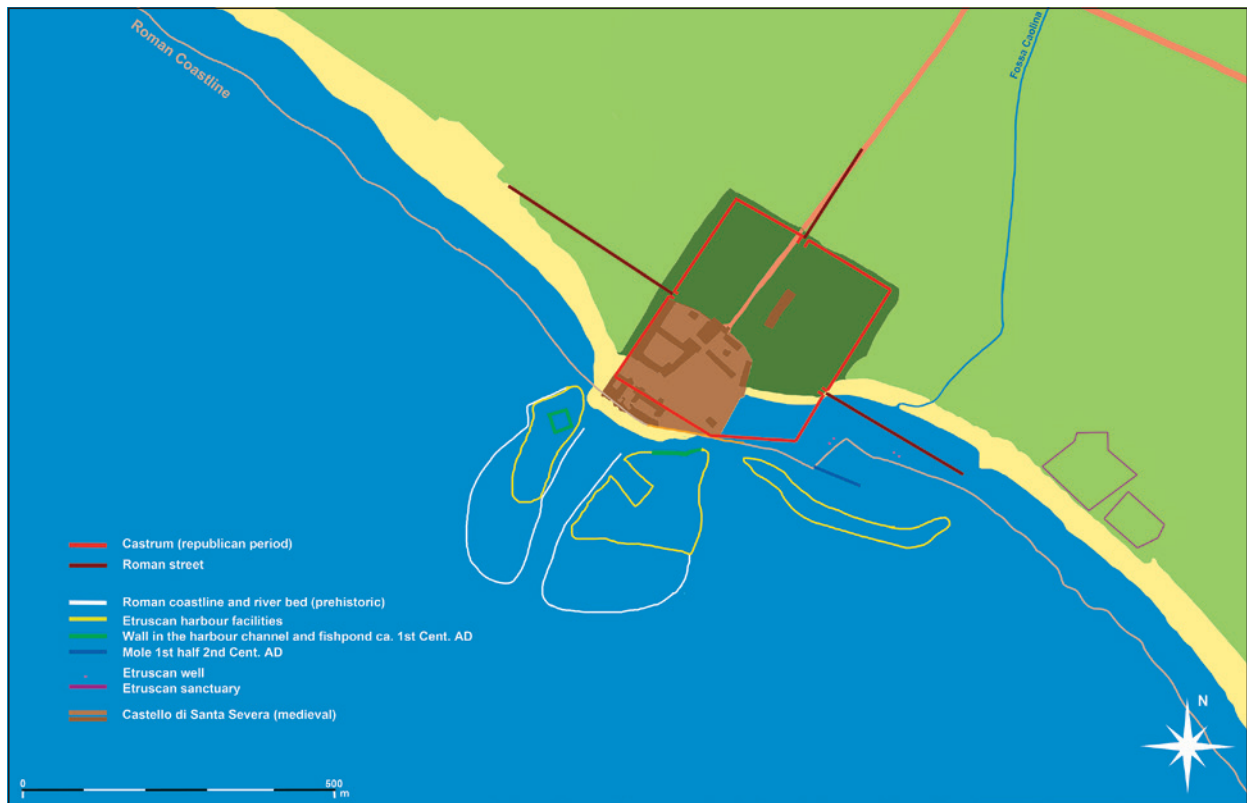 Roman Coastline
Fossa Caolina
Castrum (republican period)
Roman street
Roman coastline and river bed (prehistoric)
Etruscan harbour facilities
Wall in the harbour channel and fishpond ca. 1st Cent. AD
Mole 1st half 2nd Cent. AD
Etruscan well
Etruscan sanctuary
Castello di Santa Severa (medieval)
N
0 500
m